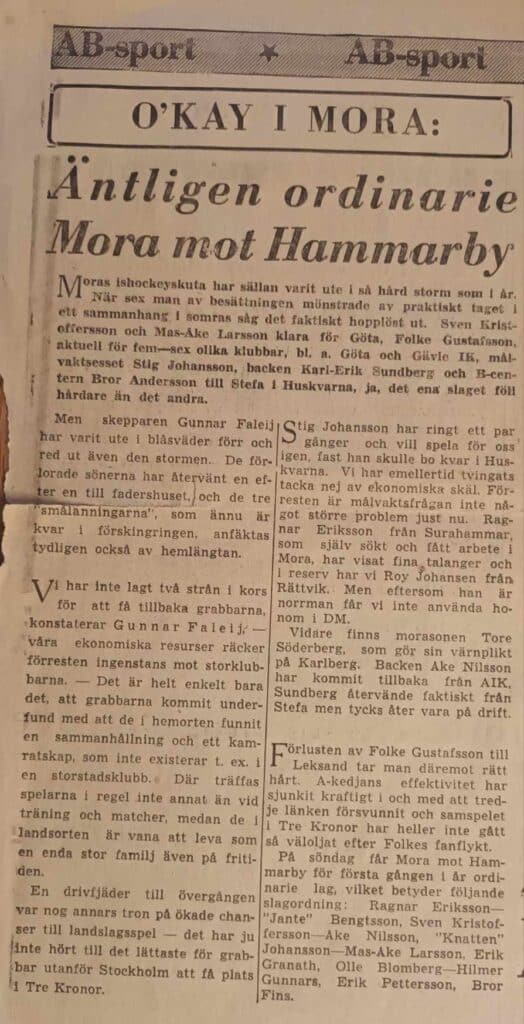 AB-sport ★ AB-sport
O'KAY I MORA:
Äntligen ordinarie
Mora mot Hammarby
Moras ishockeyskuta har sällan varit ute i så hård storm som i år.
När sex man av besättningen mönstrade av praktiskt taget i
ett sammanhang i somras såg det faktiskt hopplöst ut. Sven Krist-
offersson och Mas-Åke Larsson klara för Göta, Folke Gustafsson,
aktuell för fem—sex olika klubbar, bl. a. Göta och Gävle IK, mål-
vaktsesset Stig Johansson, backen Karl-Erik Sundberg och B-cen-
tern Bror Andersson till Stefa i Huskvarna, ja, det ena slaget föll
hårdare än det andra.
Men skepparen Gunnar Faleij
har varit ute i blåsväder förr och
red ut även den stormen. De för-
lorade sönerna har återvänt en ef-
ter en till fadershuset, och de tre
"smålänningarna", som ännu är
kvar i förskingringen, anfäktas
tydligen också av hemlängtan.
Vi har inte lagt två strån i kors
för att få tillbaka grabbarna,
konstaterar Gunnar Faleij, —
våra ekonomiska resurser räcker
förresten ingenstans mot storklub-
barna. — Det är helt enkelt bara
det, att grabbarna kommit under-
fund med att de i hemorten funnit
en sammanhållning och ett kam-
ratskap, som inte existerar t. ex. i
en storstadsklubb. Där träffas
spelarna i regel inte annat än vid
träning och matcher, medan de i
landsorten är vana att leva som
en enda stor familj även på friti-
den.
En drivfjäder till övergången
var nog annars tron på ökade chan-
ser till landslagsspel — det har ju
inte hört till det lättaste för grab-
bar utanför Stockholm att få plats
i Tre Kronor.
Stig Johansson har ringt ett par
gånger och vill spela för oss
igen, fast han skulle bo kvar i Hus-
kvarna. Vi har emellertid tvingats
tacka nej av ekonomiska skäl. För-
resten är målvaktsfrågan inte nå-
got större problem just nu. Rag-
nar Eriksson från Surahammar,
som själv sökt och fått arbete i
Mora, har visat fina talanger och
i reserv har vi Roy Johansen från
Rättvik. Men eftersom han är
norrman får vi inte använda ho-
nom i DM.
Vidare finns morasonen Tore
Söderberg, som gör sin värnplikt
på Karlberg. Backen Åke Nilsson
har kommit tillbaka från AIK,
Sundberg återvände faktiskt från
Stefa men tycks åter vara på drift.
Förlusten av Folke Gustafsson till
Leksand tar man däremot rätt
hårt. A-kedjans effektivitet har
sjunkit kraftigt i och med att tred-
je länken försvunnit och samspelet
i Tre Kronor har heller inte gått
så väloljat efter Folkes fanflykt.
På söndag får Mora mot Ham-
marby för första gången i år ordi-
narie lag, vilket betyder följande
slagordning: Ragnar Eriksson—
"Jante" Bengtsson, Sven Kristof-
fersson—Åke Nilsson, "Knatten"
Johansson—Mas-Åke Larsson, Erik
Granath, Olle Blomberg—Hilmer
Gunnars, Erik Pettersson, Bror
Fins.